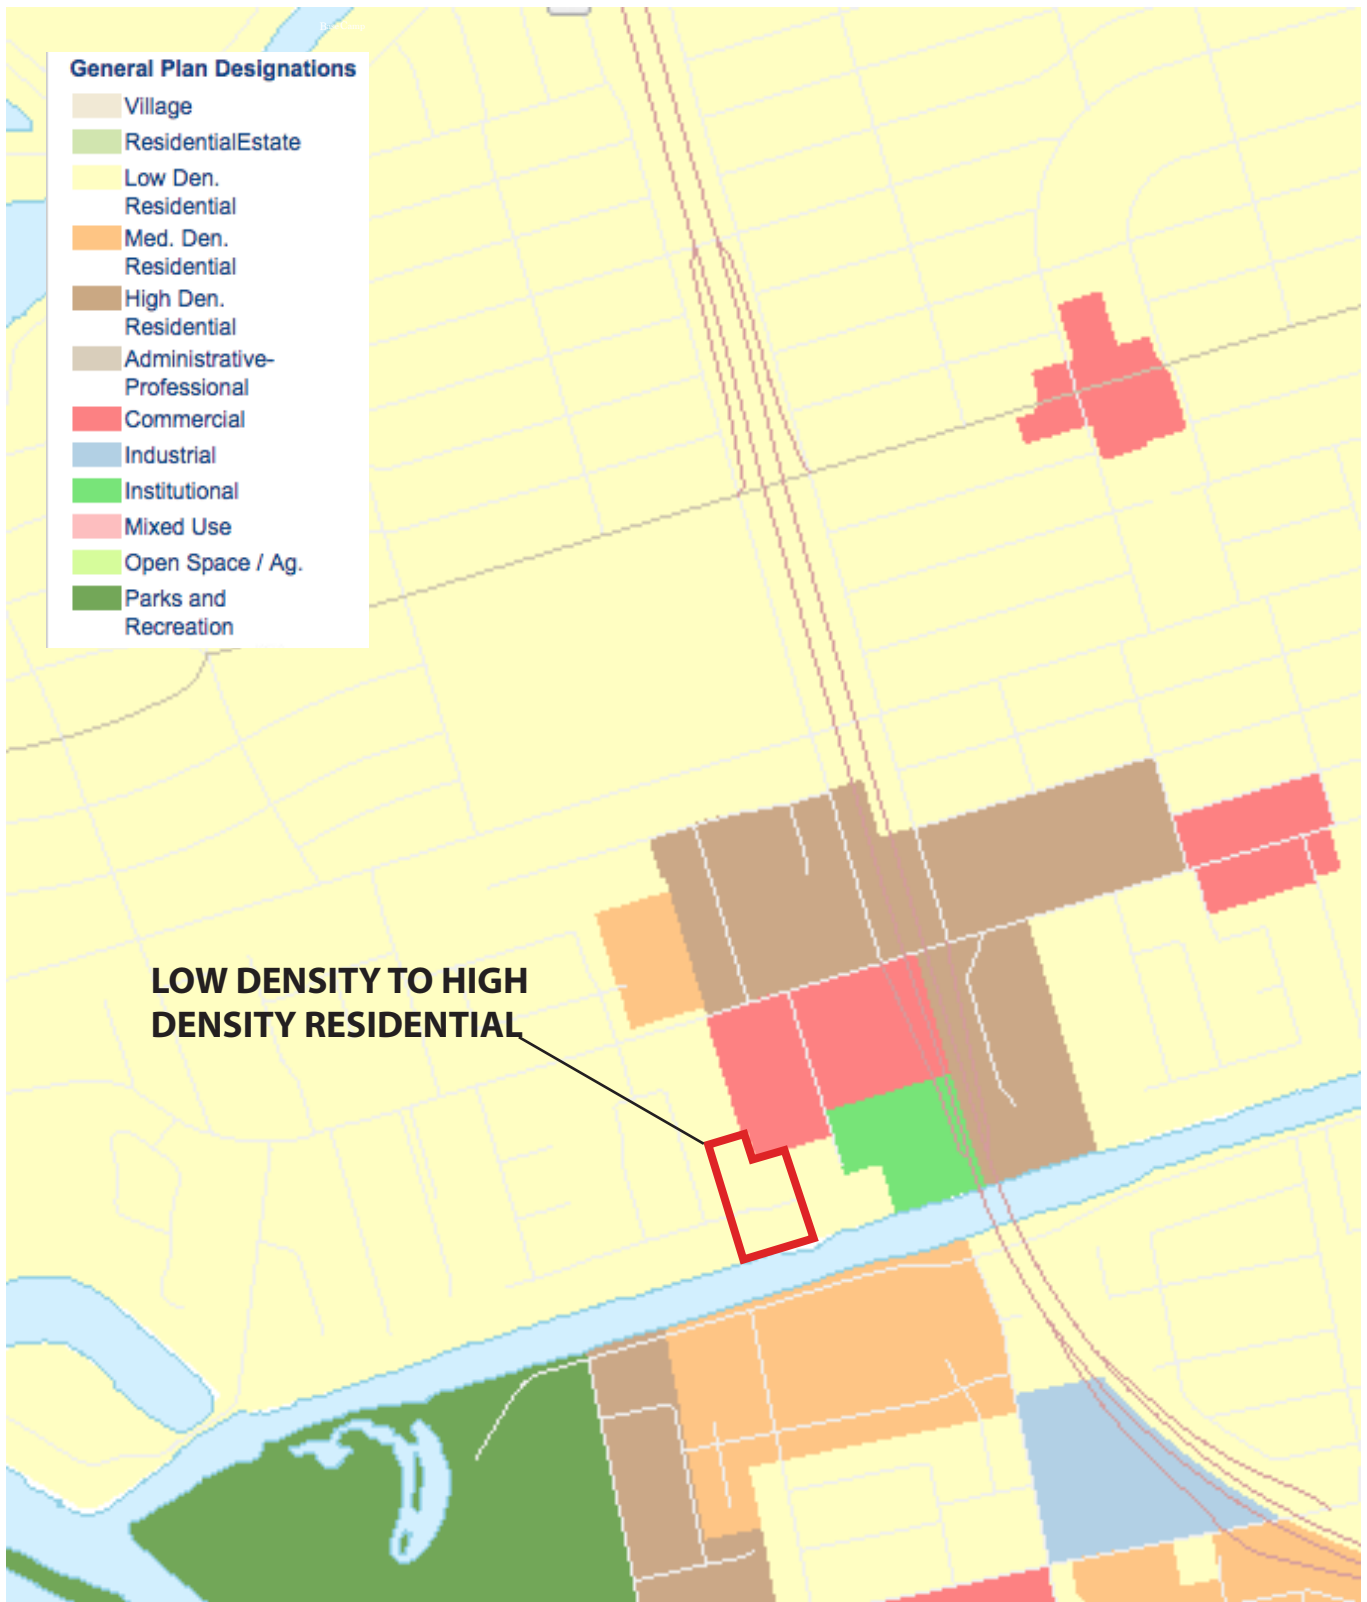 General Plan Designations
Village
ResidentialEstate
Low Den.
Residential
Med. Den.
Residential
High Den.
Residential
Administrative-
Professional
Commercial
Industrial
Institutional
Mixed Use
Open Space / Ag.
Parks and
Recreation
LOW DENSITY TO HIGH
DENSITY RESIDENTIAL